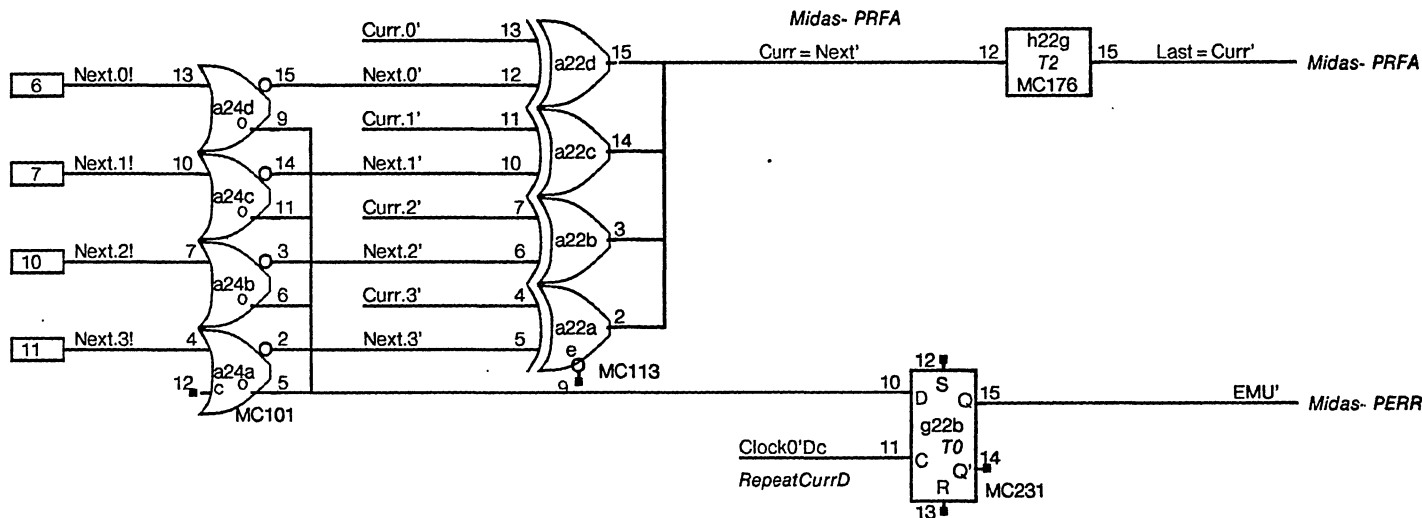 Midas- PRFA
Curr.0' 13
a22d 15 Curr = Next' 12 h22g T2 MC176 15 Last = Curr' Midas- PRFA
6 Next.0! 13 a24d o 15 Next.0' 12
9 Curr.1' 11
a22c 14
7 Next.1! 10 a24c o 14 Next.1' 10
11 Curr.2' 7
a22b 3
10 Next.2! 7 a24b o 3 Next.2' 6
6 Curr.3' 4
a22a 2
11 Next.3! 4 a24a o 2 Next.3' 5
e MC113
12 c 5 9
MC101
12 S
10 D Q 15 EMU' Midas- PERR
g22b
Clock0'Dc 11 C T0 Q' 14
RepeatCurrD
R MC231
13